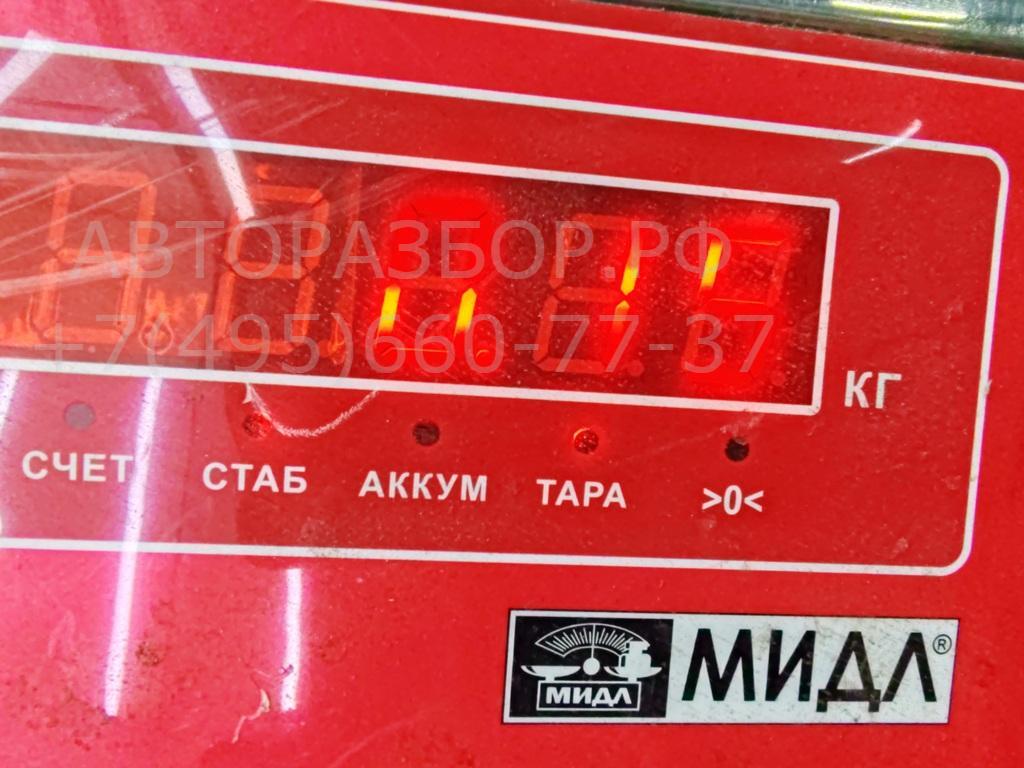 АВТОРАЗБОР.РФ
+7(495)660-77-37
КГ
СЧЕТ СТАБ АККУМ ТАРА >0<
МИДЛ МИДЛ®